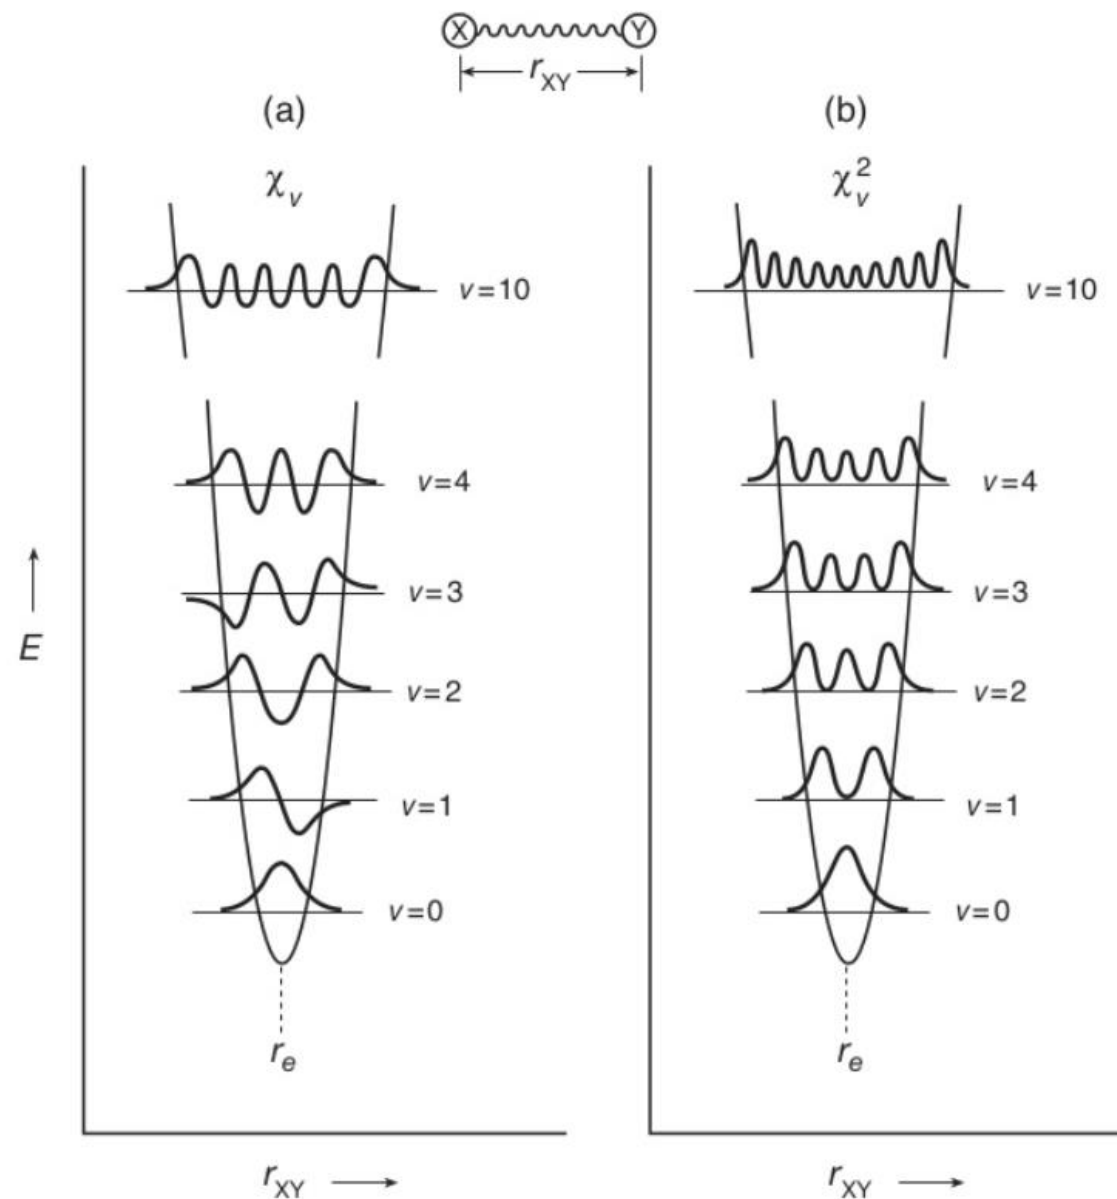 X Y
r_XY
(a)
χ_v
v=10
v=4
v=3
v=2
v=1
v=0
r_e
E
r_XY
(b)
χ_v^2
v=10
v=4
v=3
v=2
v=1
v=0
r_e
r_XY